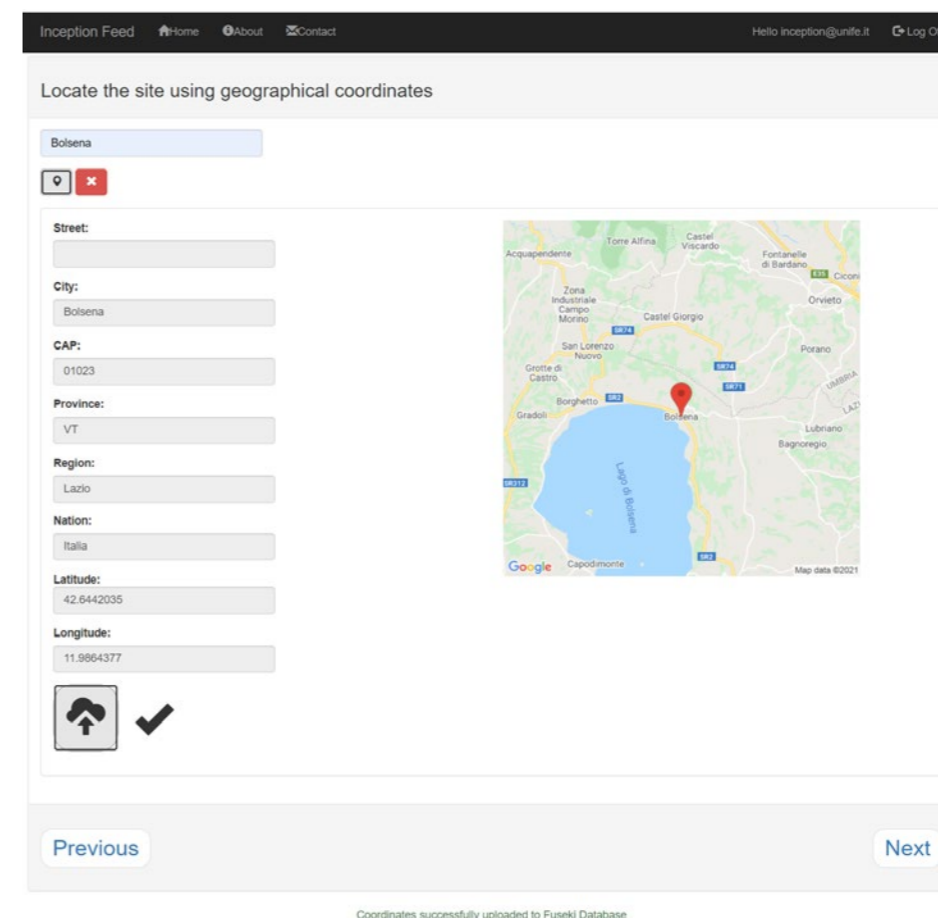 Inception Feed Home About Contact Hello inception@unife.it Log O
Locate the site using geographical coordinates
Bolsena
Street:
City:
Bolsena
CAP:
01023
Province:
VT
Region:
Lazio
Nation:
Italia
Latitude:
42.6442035
Longitude:
11.9864377
Torre Alfina
Castel
Viscardo
Acquapendente
Fontanelle
di Bardano
E35
Ciconi
Zona
Industriale
Campo
Morino
Orvieto
Castel Giorgio
SR74
San Lorenzo
Nuovo
Porano
Grotte di
Castro
SR74
SR71
UMBRIA
LAZI
Borghetto
SR2
Gradoli
Bolsena
Lubriano
Bagnoregio
SR312
Lago di Bolsena
SR2
Google
Capodimonte
Map data ©2021
Previous
Next
Coordinates successfully uploaded to Fuseki Database